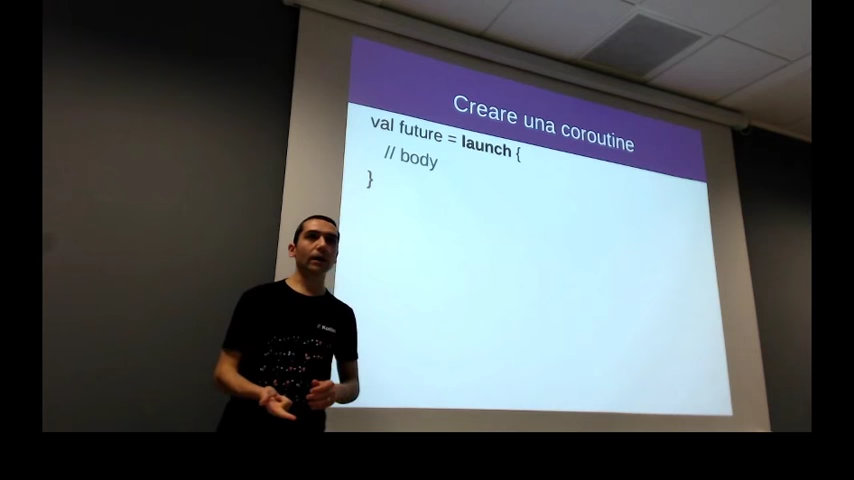 Creare una coroutine
val future = launch {
// body
}